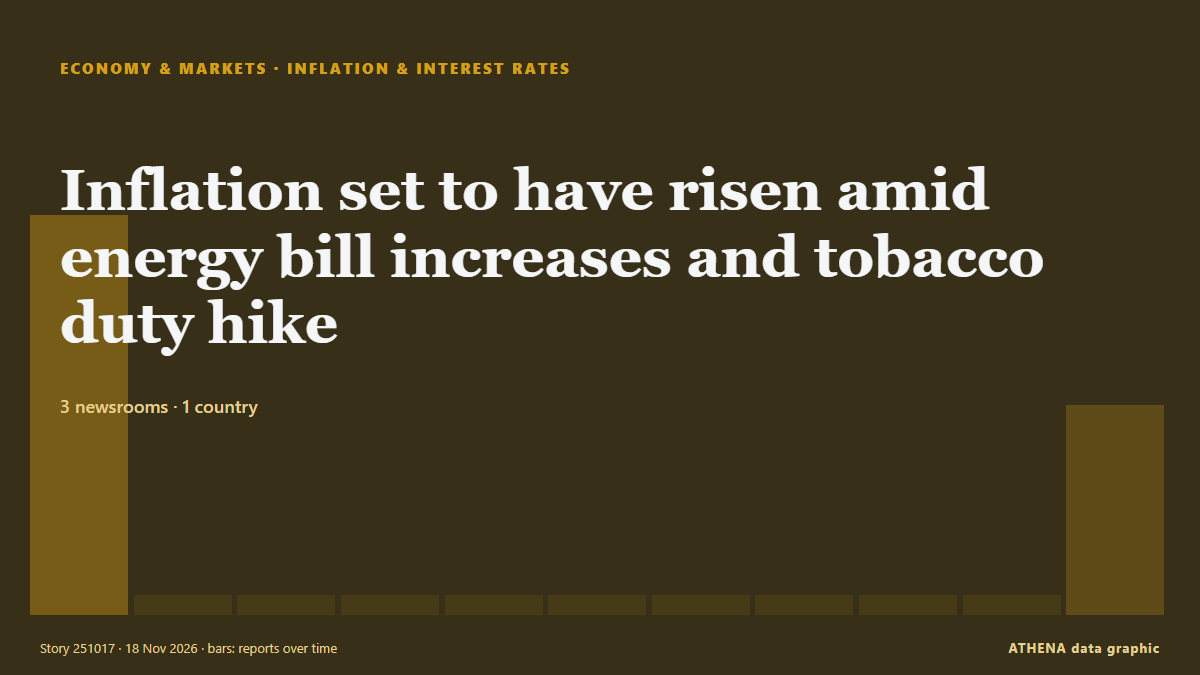 ECONOMY & MARKETS · INFLATION & INTEREST RATES
Inflation set to have risen amid
energy bill increases and tobacco
duty hike
3 newsrooms · 1 country
Story 251017 · 18 Nov 2026 · bars: reports over time
ATHENA data graphic